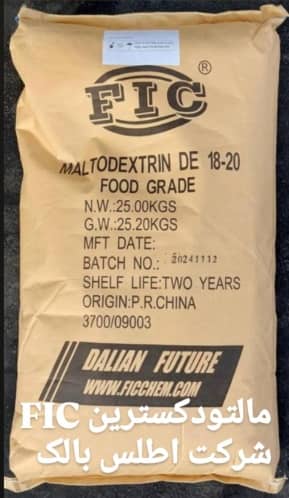 FIC ®
MALTODEXTRIN DE 18-20
FOOD GRADE
N.W.:25.00KGS
G.W.:25.20KGS
MFT DATE:
BATCH NO.: 20241112
SHELF LIFE:TWO YEARS
ORIGIN:P.R.CHINA
3700/09003
DALIAN FUTURE
WWW.FICCHEM.COM
مالتودکسترین FIC
شرکت اطلس بالک